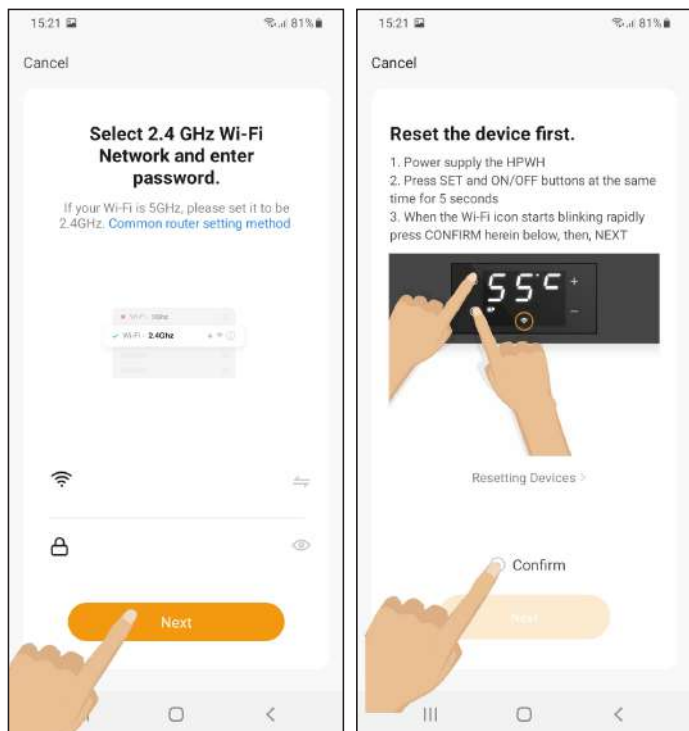 15:21
81%
Cancel
Select 2.4 GHz Wi-Fi
Network and enter
password.
If your Wi-Fi is 5GHz, please set it to be
2.4GHz. Common router setting method
Wi-Fi - 5Ghz
Wi-Fi - 2.4Ghz
Next
15:21
81%
Cancel
Reset the device first.
1. Power supply the HPWH
2. Press SET and ON/OFF buttons at the same
time for 5 seconds
3. When the Wi-Fi icon starts blinking rapidly
press CONFIRM herein below, then, NEXT
55°C
+
−
Resetting Devices >
Confirm
Next